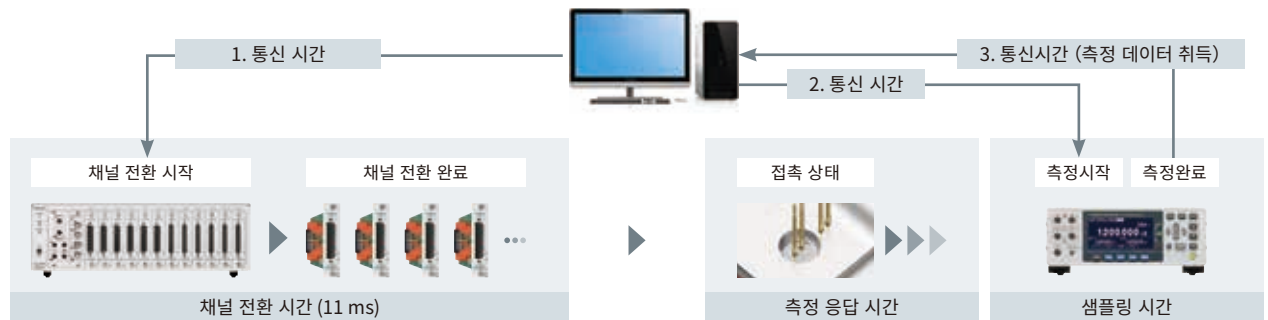 1. 통신 시간
3. 통신시간 (측정 데이터 취득)
2. 통신 시간
채널 전환 시작
채널 전환 완료
접촉 상태
측정시작
측정완료
1200.000
채널 전환 시간 (11 ms)
측정 응답 시간
샘플링 시간